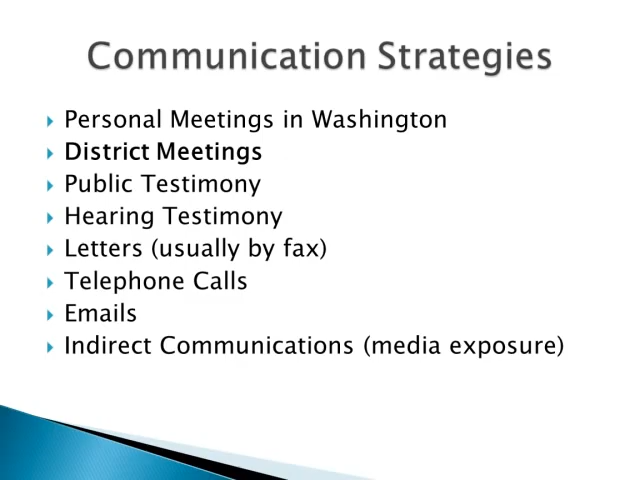 Communication Strategies
Personal Meetings in Washington
District Meetings
Public Testimony
Hearing Testimony
Letters (usually by fax)
Telephone Calls
Emails
Indirect Communications (media exposure)